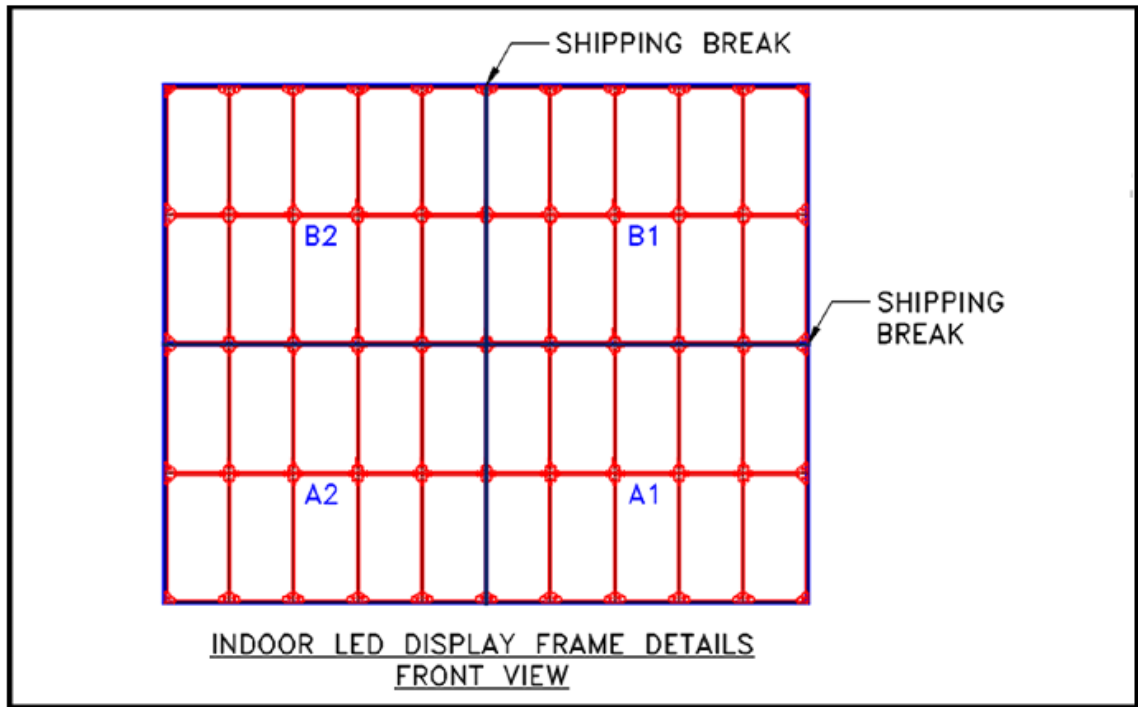 SHIPPING BREAK
B2
B1
SHIPPING
BREAK
A2
A1
INDOOR LED DISPLAY FRAME DETAILS
FRONT VIEW